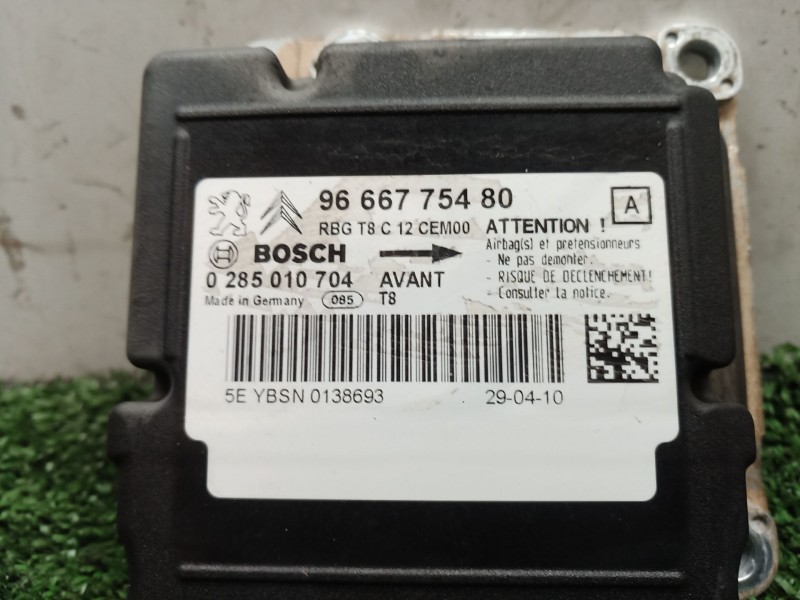 96 667 754 80
A
RBG T8 C 12 CEM00
ATTENTION !
BOSCH
Airbag(s) et pretensionneurs
- Ne pas demonter.
0 285 010 704
AVANT
- RISQUE DE DECLENCHEMENT!
Made in Germany
085
T8
- Consulter la notice.
5E YBSN 0138693
29-04-10